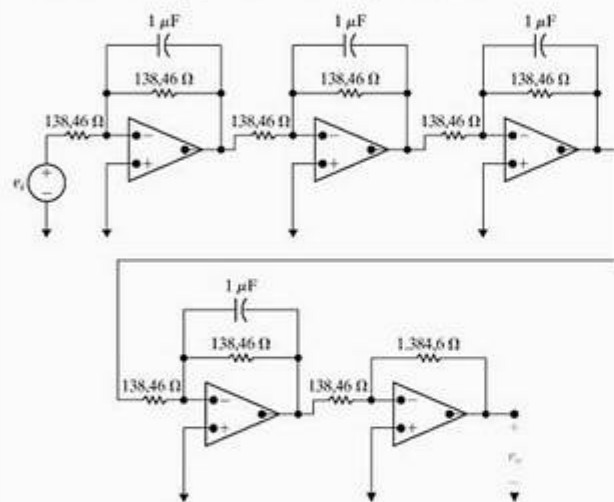 1 μF 1 μF 1 μF
138,46 Ω 138,46 Ω 138,46 Ω
138,46 Ω 138,46 Ω 138,46 Ω
− − −
+ + + +
−
1 μF
138,46 Ω 1.384,6 Ω
138,46 Ω 138,46 Ω
− −
+ + +
−